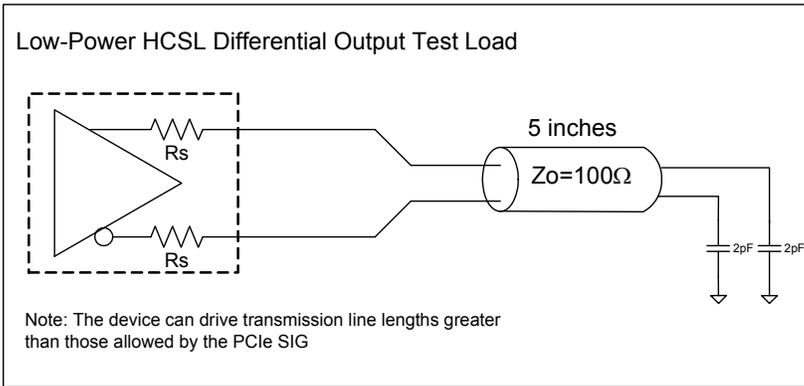 Low-Power HCSL Differential Output Test Load
Rs
Rs
5 inches
Zo=100Ω
2pF
2pF
Note: The device can drive transmission line lengths greater
than those allowed by the PCIe SIG